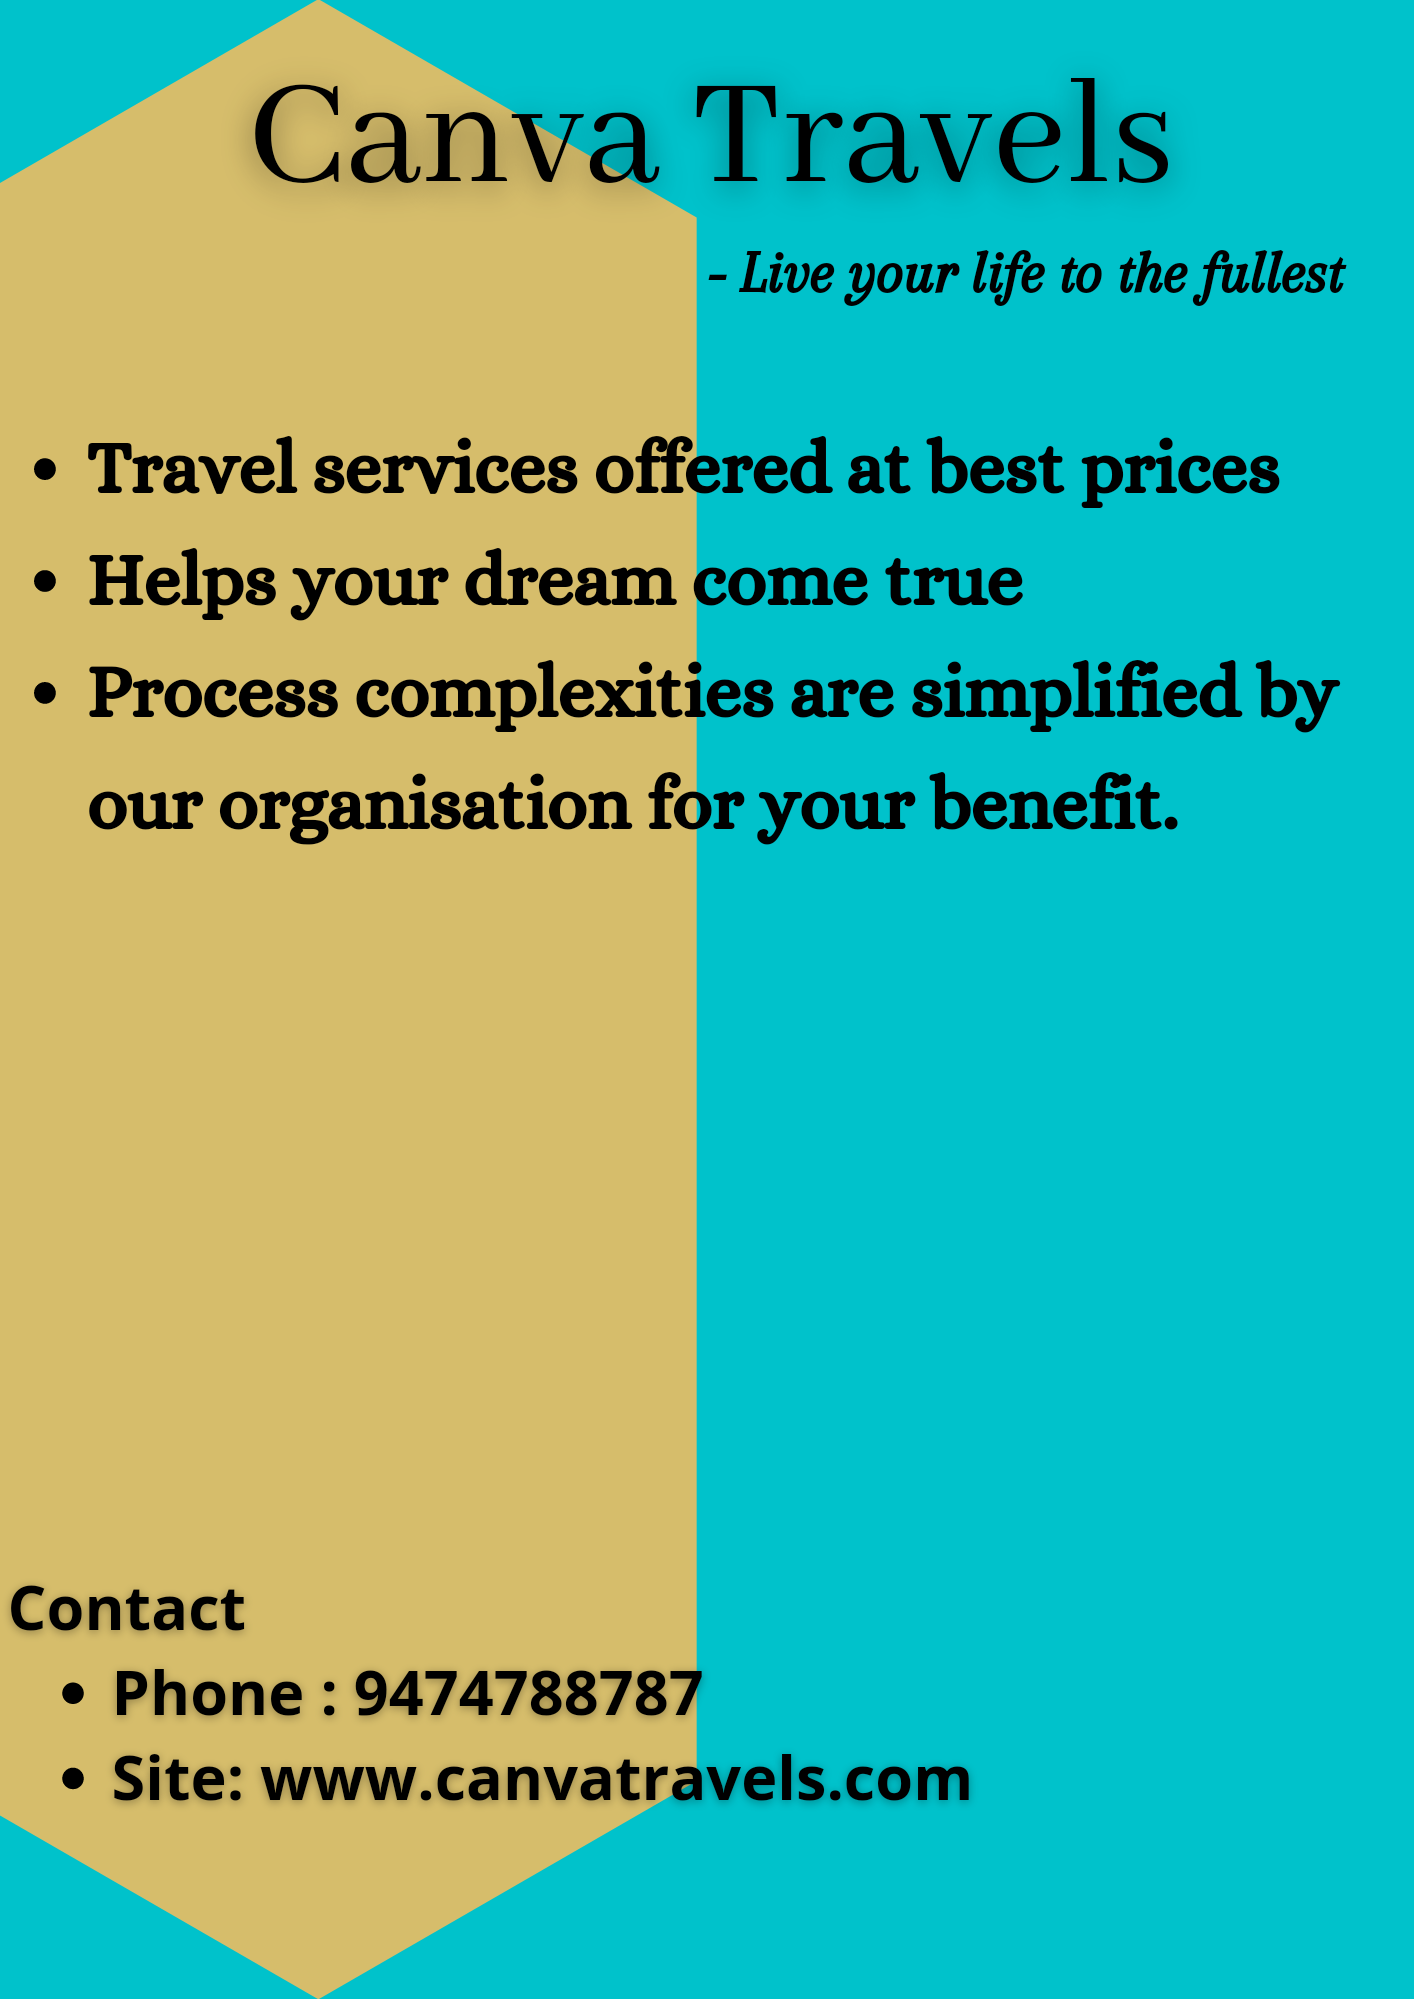 Canva Travels
- Live your life to the fullest
• Travel services offered at best prices
• Helps your dream come true
• Process complexities are simplified by
our organisation for your benefit.
Contact
• Phone : 9474788787
• Site: www.canvatravels.com